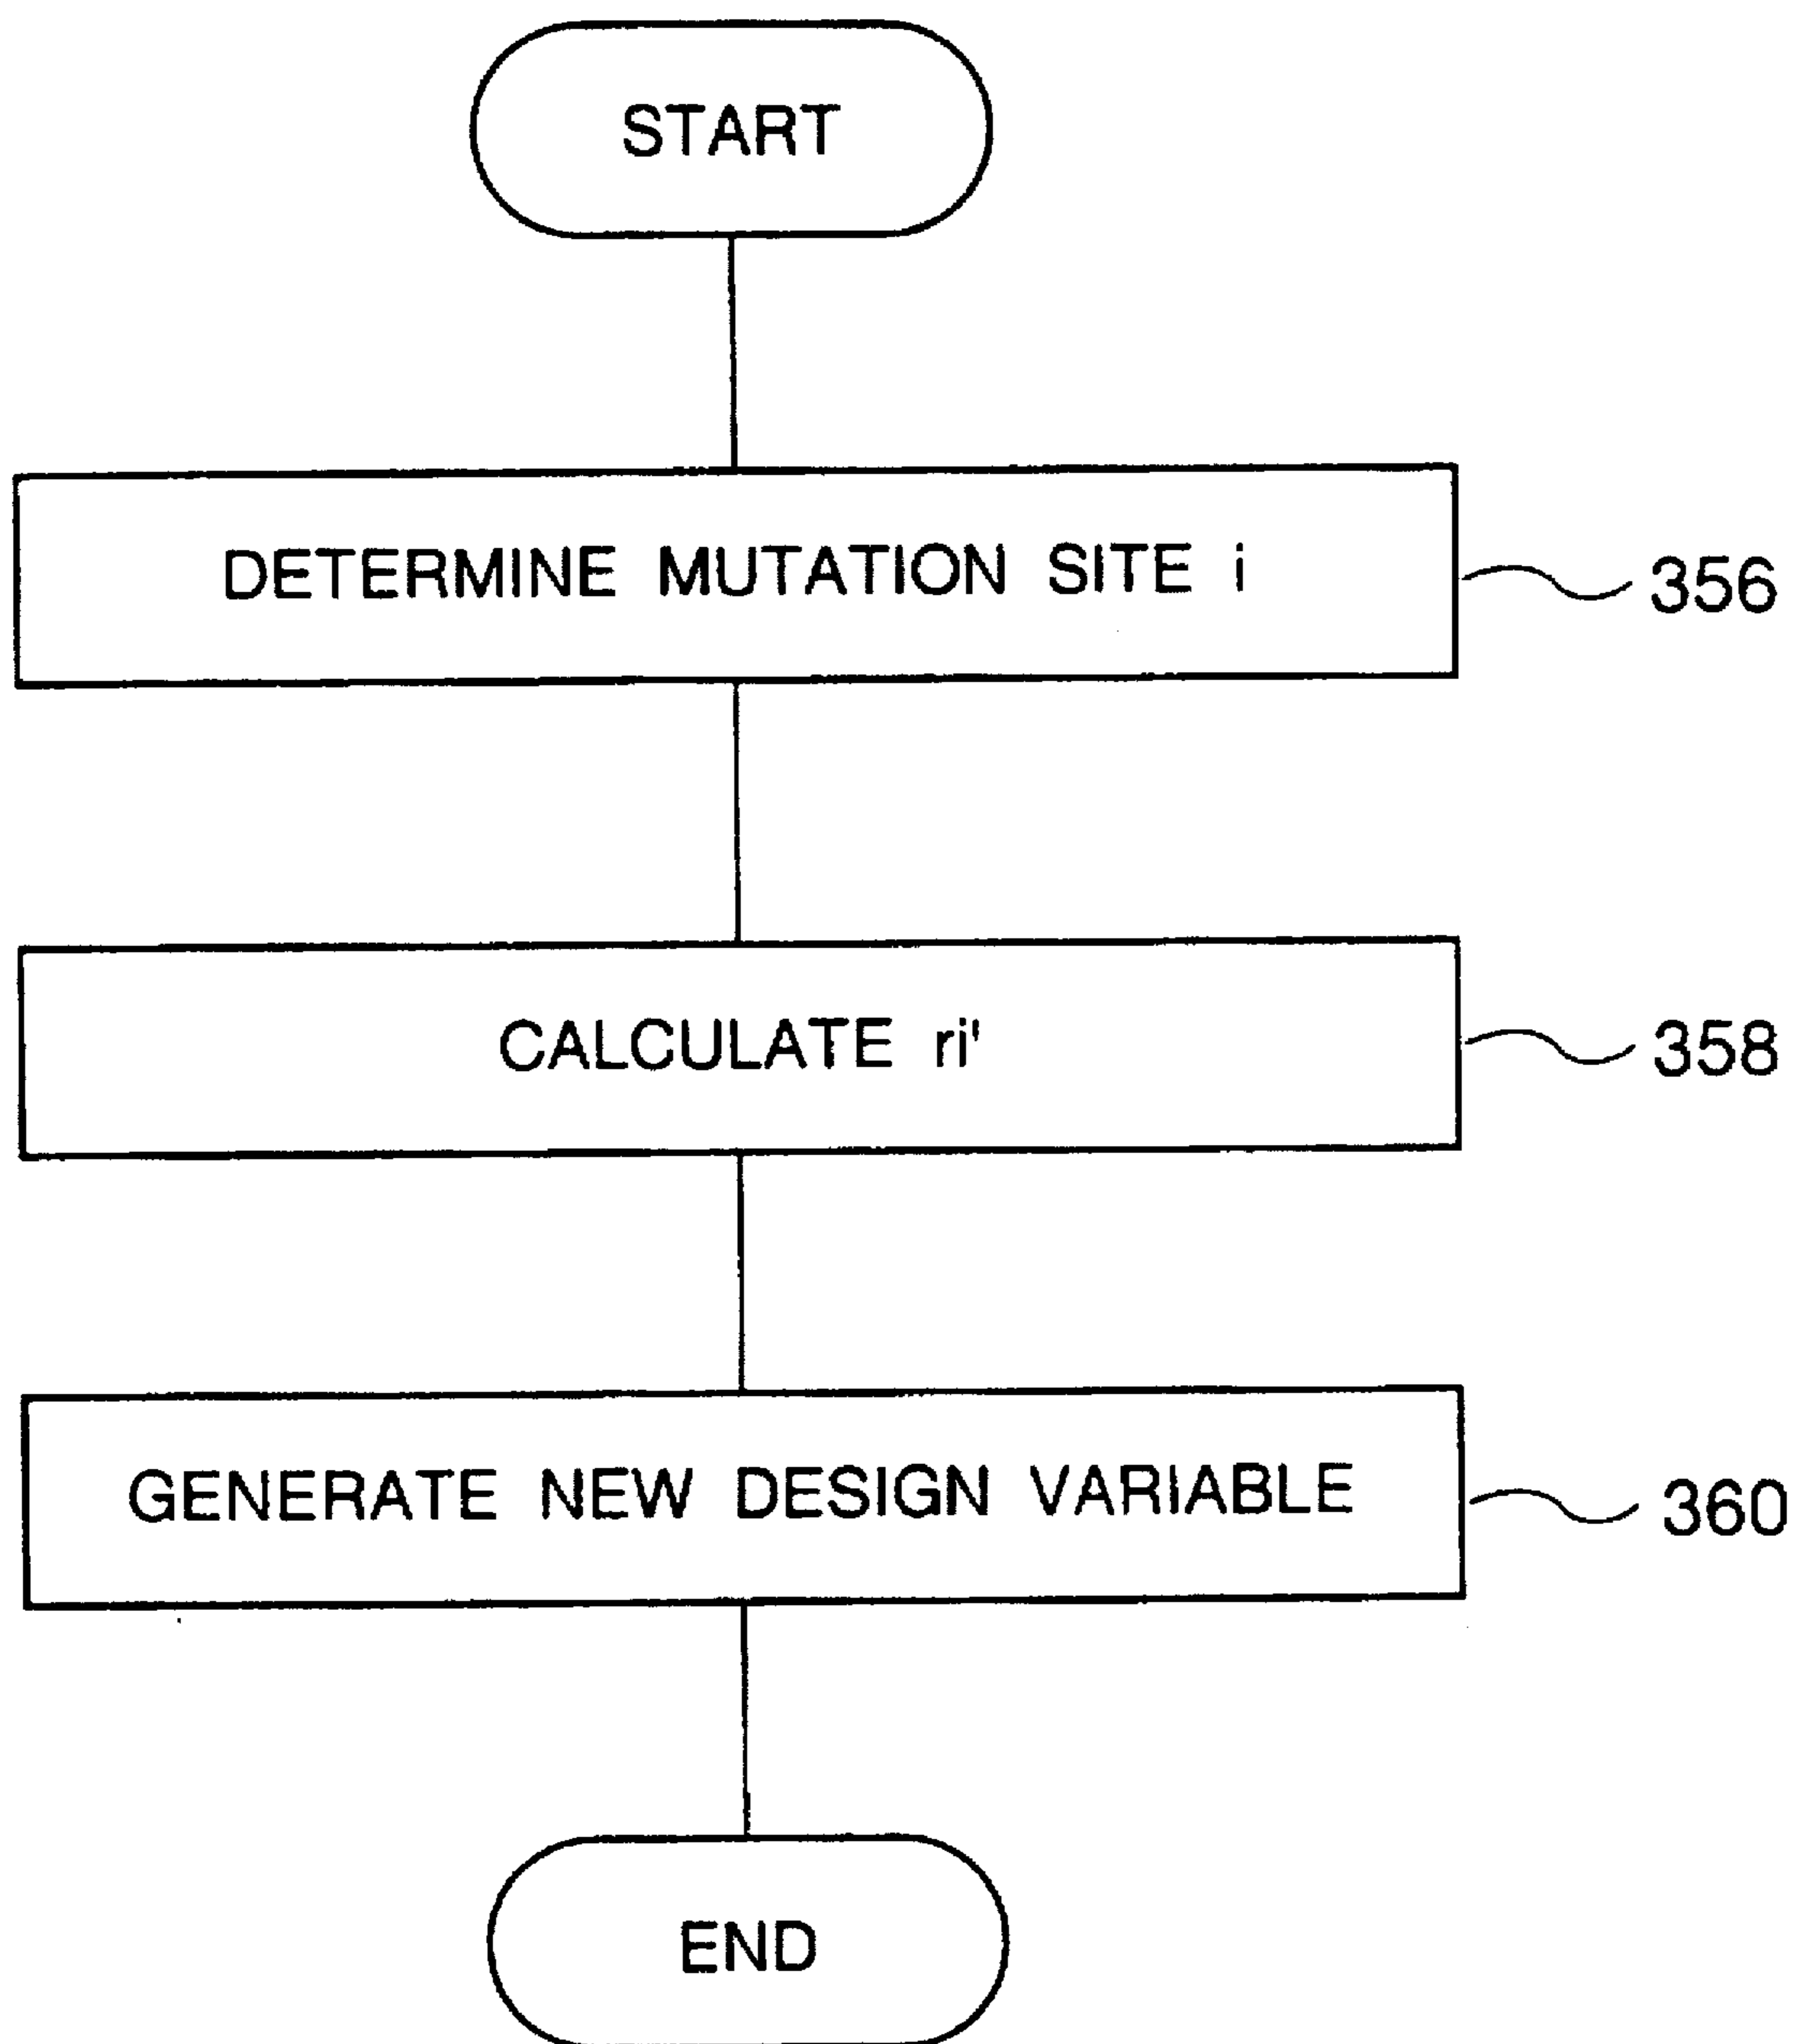 START
DETERMINE MUTATION SITE i
356
CALCULATE ri'
358
GENERATE NEW DESIGN VARIABLE
360
END